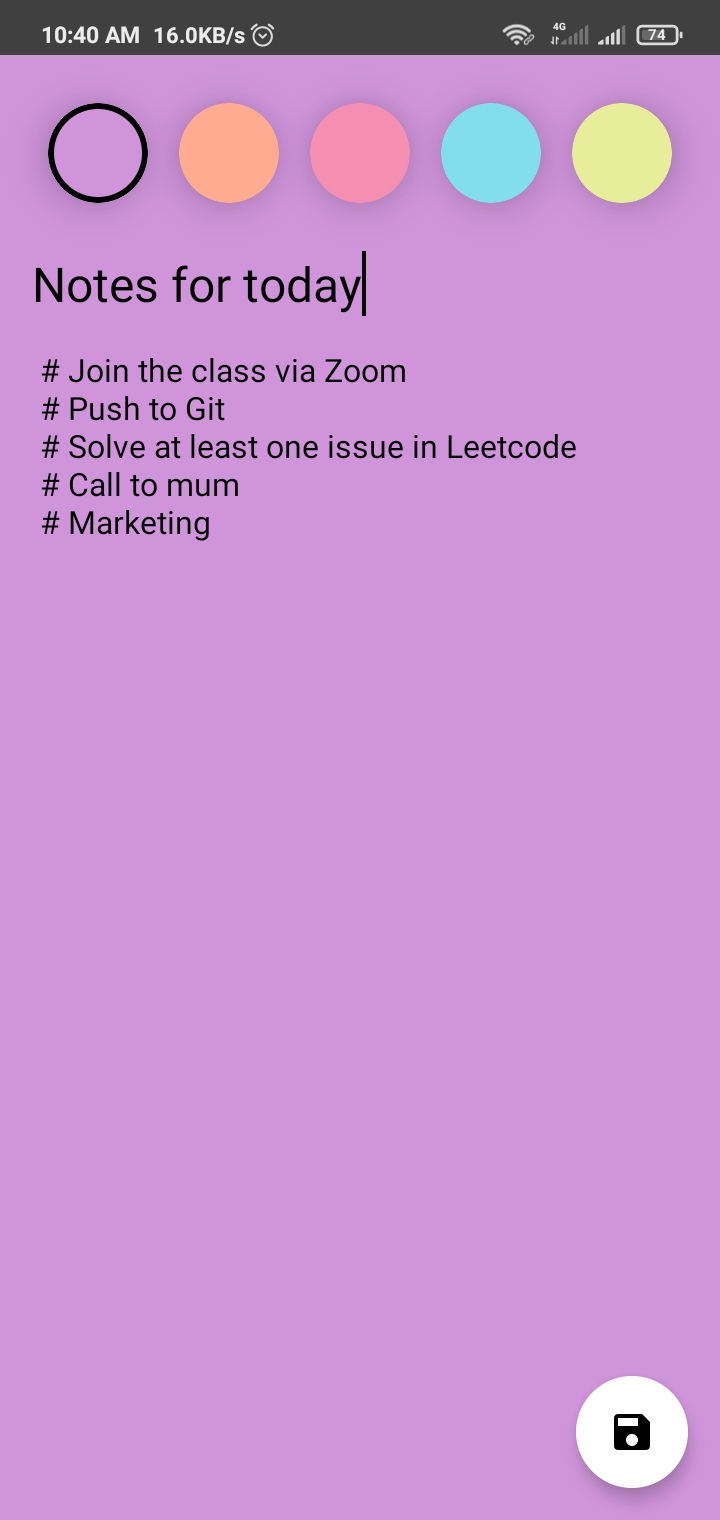 10:40 AM 16.0KB/s 4G 74
Notes for today
# Join the class via Zoom
# Push to Git
# Solve at least one issue in Leetcode
# Call to mum
# Marketing